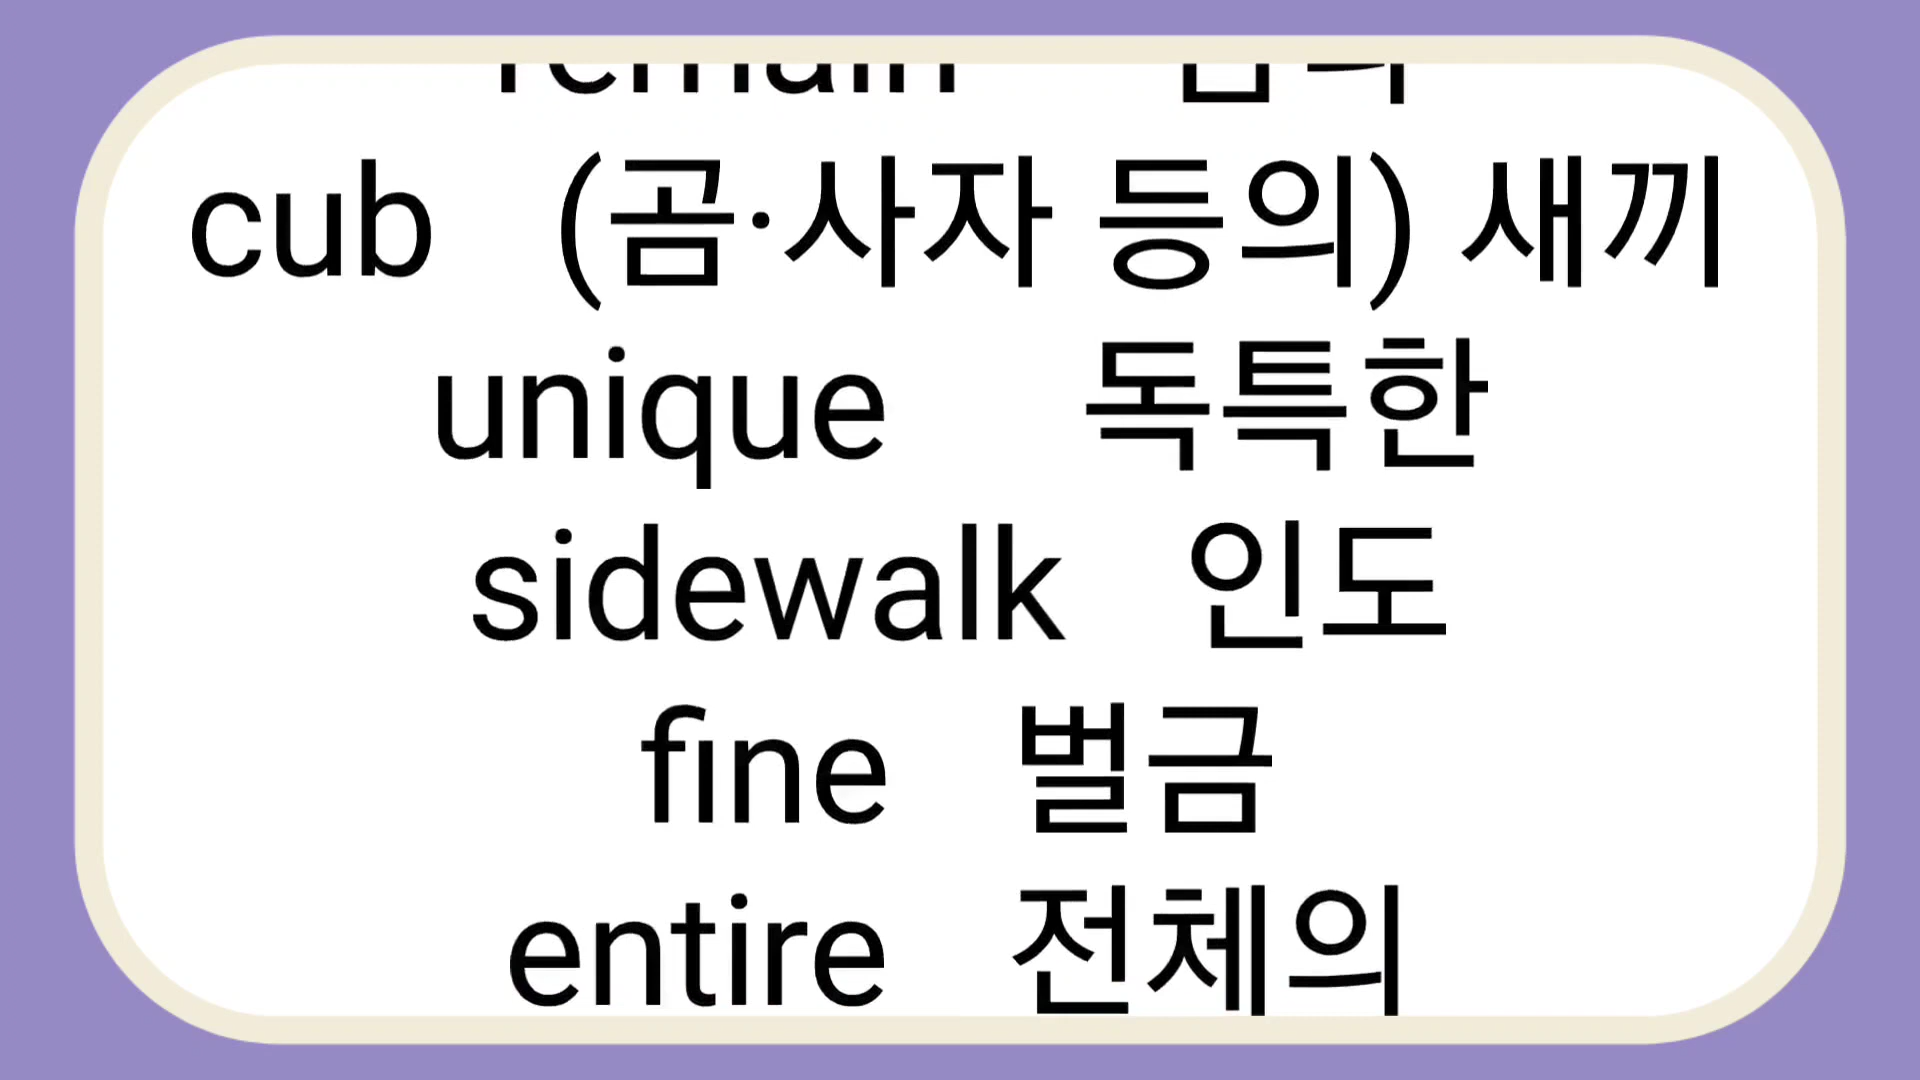 remain
cub (곰·사자 등의) 새끼
unique 독특한
sidewalk 인도
fine 벌금
entire 전체의